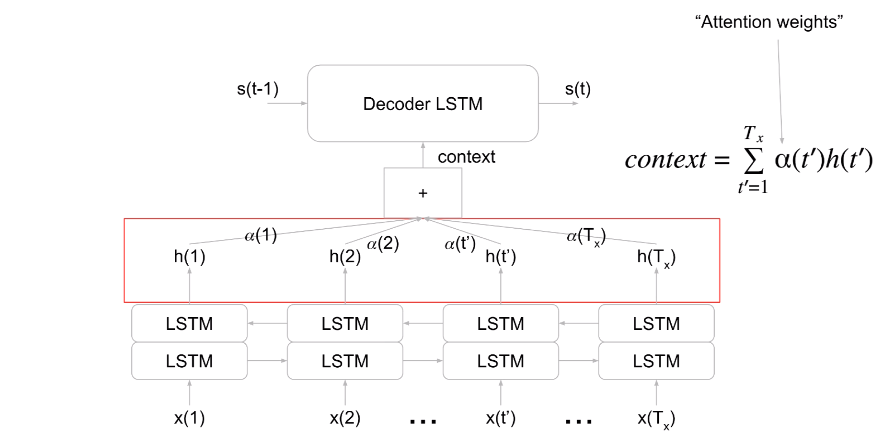 “Attention weights”
s(t-1)
Decoder LSTM
s(t)
context
context = T_x ∑ t′=1 α(t′)h(t′)
+
α(1) α(2) α(t’) α(T_x)
h(1) h(2) h(t’) h(T_x)
LSTM LSTM LSTM LSTM
LSTM LSTM LSTM LSTM
x(1) x(2) ... x(t’) ... x(T_x)